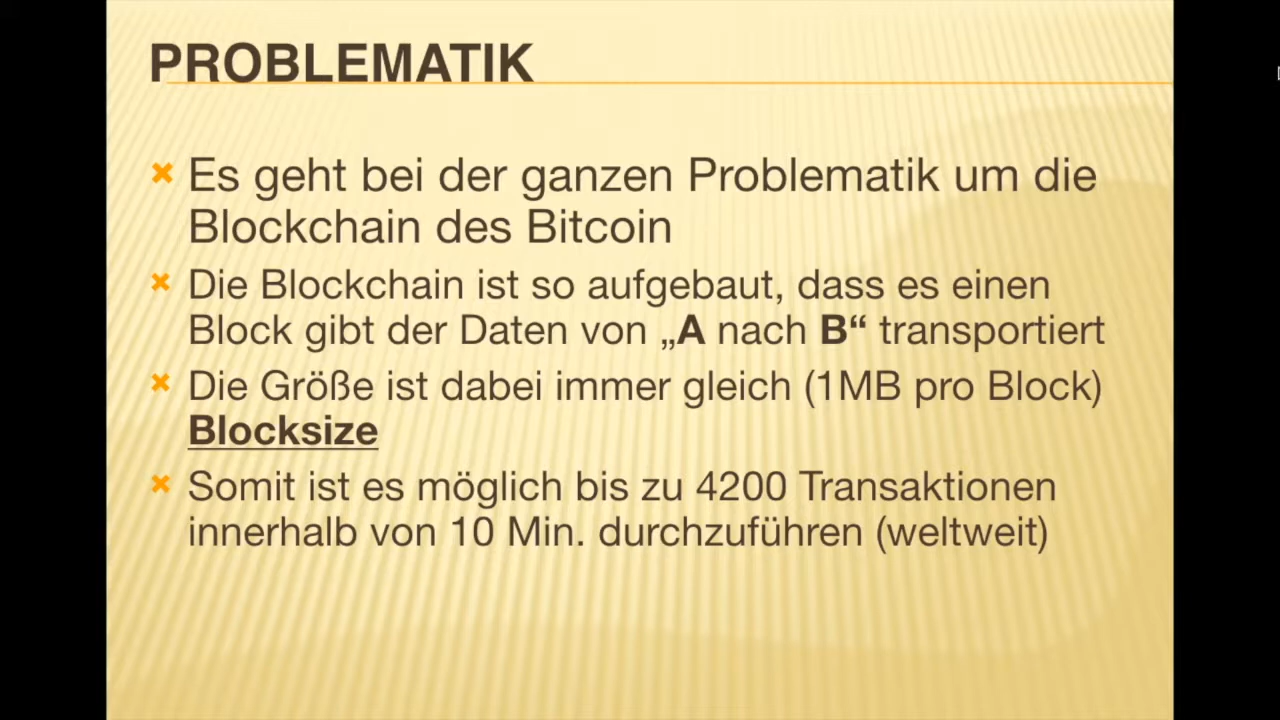 PROBLEMATIK
Es geht bei der ganzen Problematik um die
Blockchain des Bitcoin
Die Blockchain ist so aufgebaut, dass es einen
Block gibt der Daten von „A nach B“ transportiert
Die Größe ist dabei immer gleich (1MB pro Block)
Blocksize
Somit ist es möglich bis zu 4200 Transaktionen
innerhalb von 10 Min. durchzuführen (weltweit)